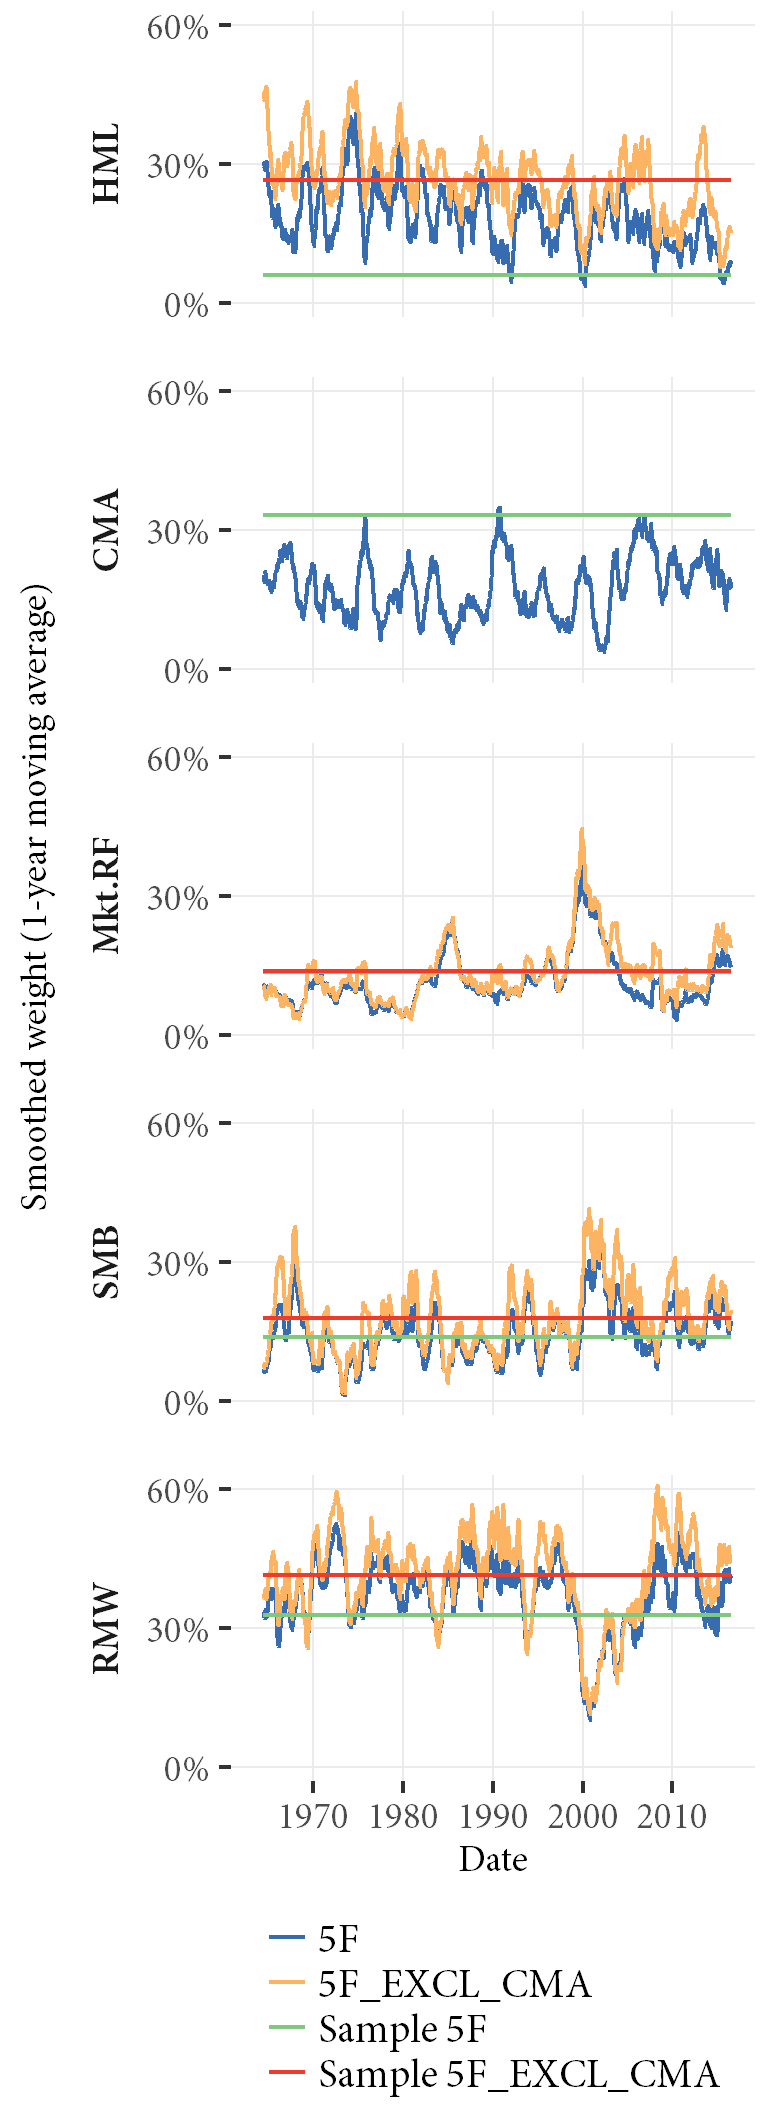 Smoothed weight (1-year moving average)
HML
60%
30%
0%
CMA
60%
30%
0%
Mkt.RF
60%
30%
0%
SMB
60%
30%
0%
RMW
60%
30%
0%
1970 1980 1990 2000 2010
Date
5F
5F_EXCL_CMA
Sample 5F
Sample 5F_EXCL_CMA